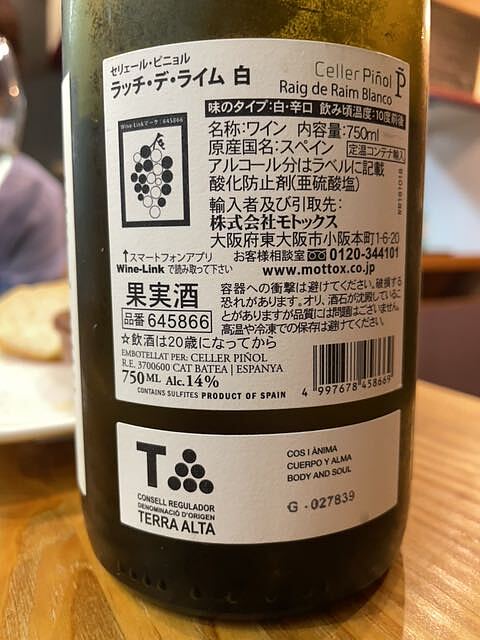 セリェール・ピニョル
ラッチ・デ・ライム 白
Celler Piñol
Raig de Raim Blanco
味のタイプ:白・辛口 飲み頃温度:10度前後
Wine-Linkマーク:645866
名称:ワイン 内容量:750ml
原産国名:スペイン 定温コンテナ輸入
アルコール分はラベルに記載
酸化防止剤(亜硫酸塩)
輸入者及び引取先:
株式会社モトックス
大阪府東大阪市小阪本町1-6-20
↑スマートフォンアプリ
Wine-Link で読み取って下さい
お客様相談室 0120-344101
www.mottox.co.jp
果実酒
品番 645866
容器への衝撃は避けてください。破損する
恐れがあります。オリ、酒石が沈殿しているこ
とがありますが品質には問題はございません。
高温や冷凍での保存は避けてください。
☆飲酒は20歳になってから
EMBOTELLAT PER: CELLER PIÑOL
R.E. 3700600 CAT BATEA | ESPANYA
750 ML Alc. 14%
CONTAINS SULFITES PRODUCT OF SPAIN
4 997678 458669
T
CONSELL REGULADOR
DENOMINACIÓ D'ORIGEN
TERRA ALTA
COS I ÀNIMA
CUERPO Y ALMA
BODY AND SOUL
G - 027839